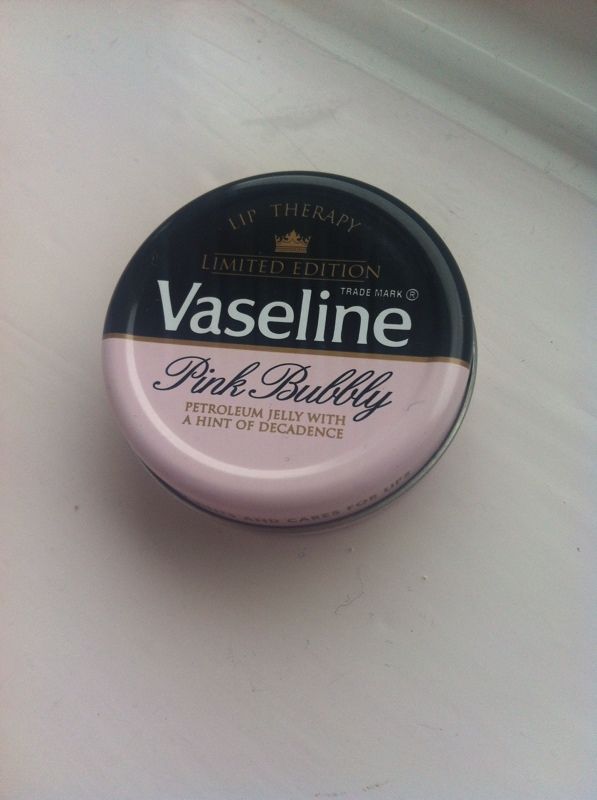 LIP THERAPY
LIMITED EDITION
TRADE MARK ®
Vaseline
Pink Bubbly
PETROLEUM JELLY WITH
A HINT OF DECADENCE
AND CARES FOR LIPS